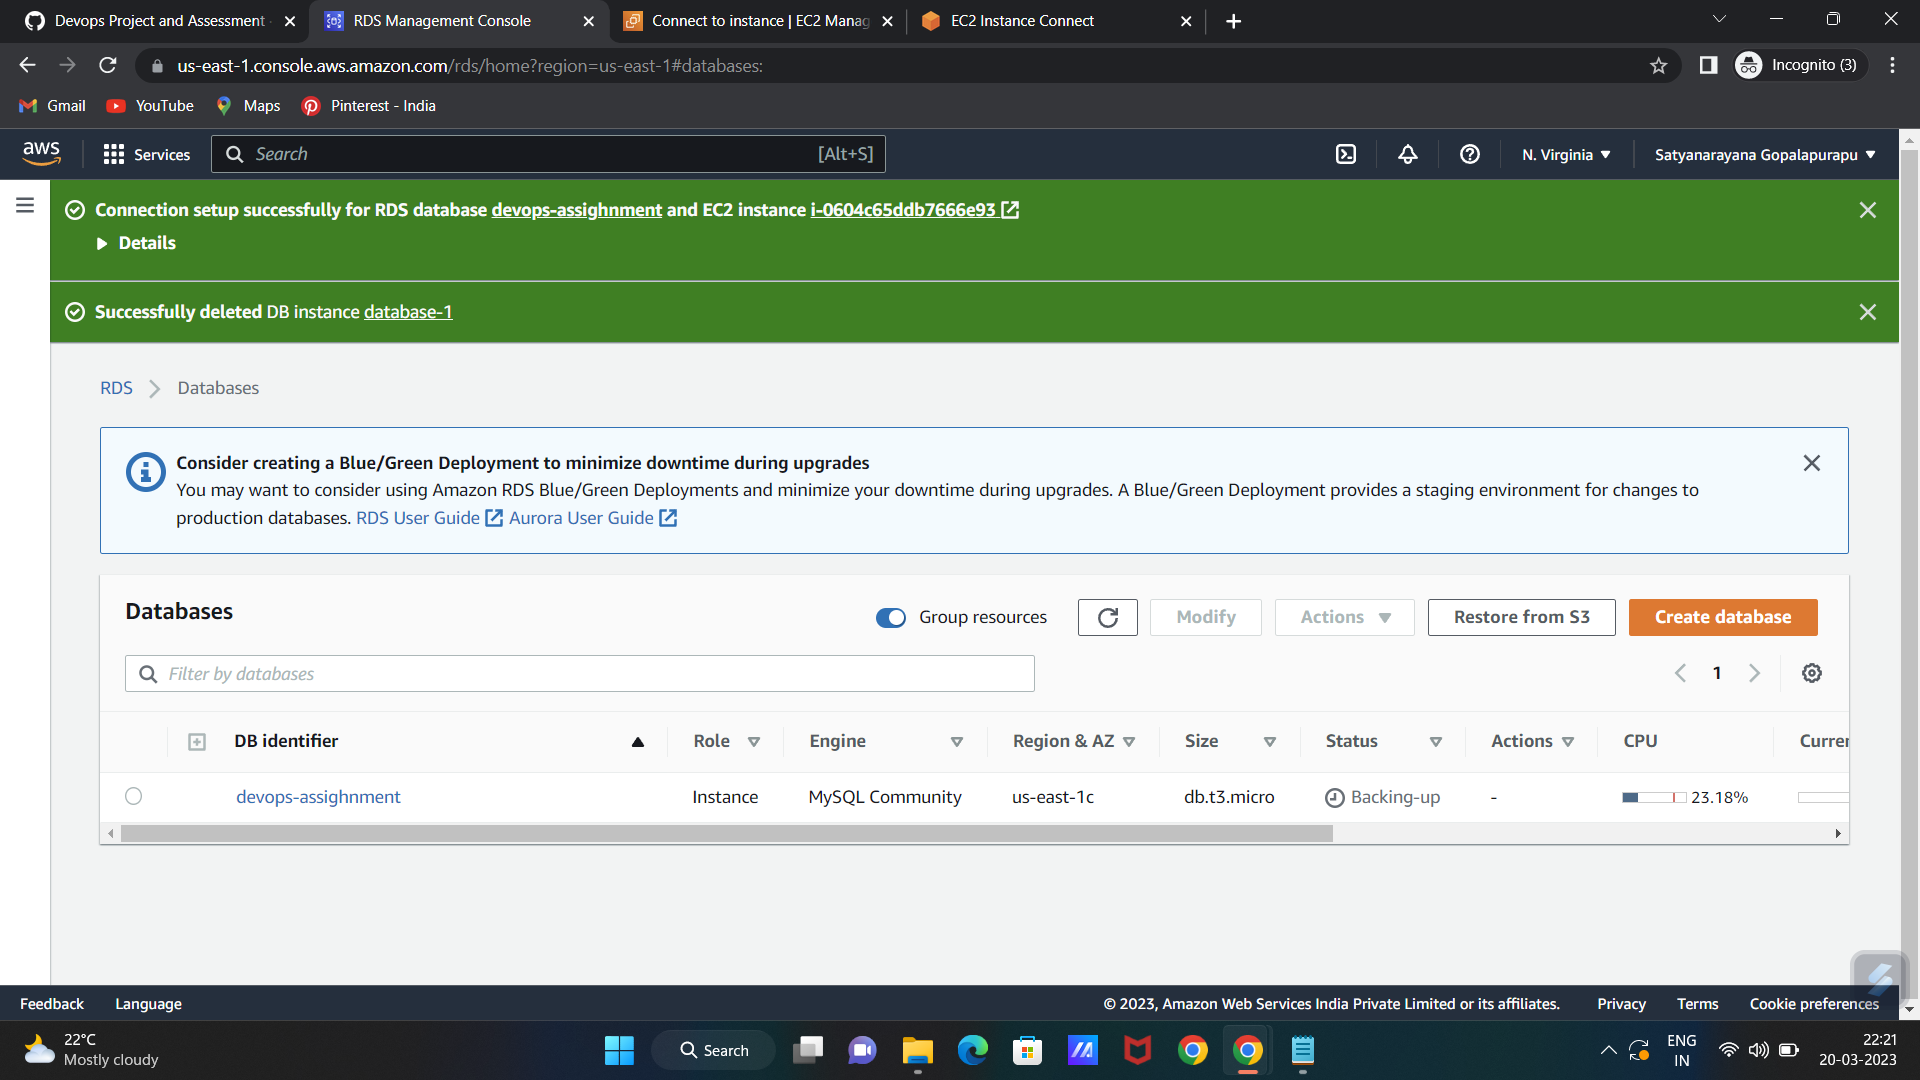 Devops Project and Assessment
RDS Management Console
Connect to instance | EC2 Manag
EC2 Instance Connect
us-east-1.console.aws.amazon.com/rds/home?region=us-east-1#databases:
Incognito (3)
Gmail
YouTube
Maps
Pinterest - India
aws
Services
Search
[Alt+S]
N. Virginia
Satyanarayana Gopalapurapu
Connection setup successfully for RDS database devops-assighnment and EC2 instance i-0604c65ddb7666e93
Details
Successfully deleted DB instance database-1
RDS
Databases
Consider creating a Blue/Green Deployment to minimize downtime during upgrades
You may want to consider using Amazon RDS Blue/Green Deployments and minimize your downtime during upgrades. A Blue/Green Deployment provides a staging environment for changes to
production databases. RDS User Guide Aurora User Guide
Databases
Group resources
Modify
Actions
Restore from S3
Create database
Filter by databases
1
DB identifier
Role
Engine
Region & AZ
Size
Status
Actions
CPU
Curren
devops-assighnment
Instance
MySQL Community
us-east-1c
db.t3.micro
Backing-up
-
23.18%
Feedback
Language
© 2023, Amazon Web Services India Private Limited or its affiliates.
Privacy
Terms
Cookie preferences
22°C
Mostly cloudy
Search
ENG
IN
22:21
20-03-2023